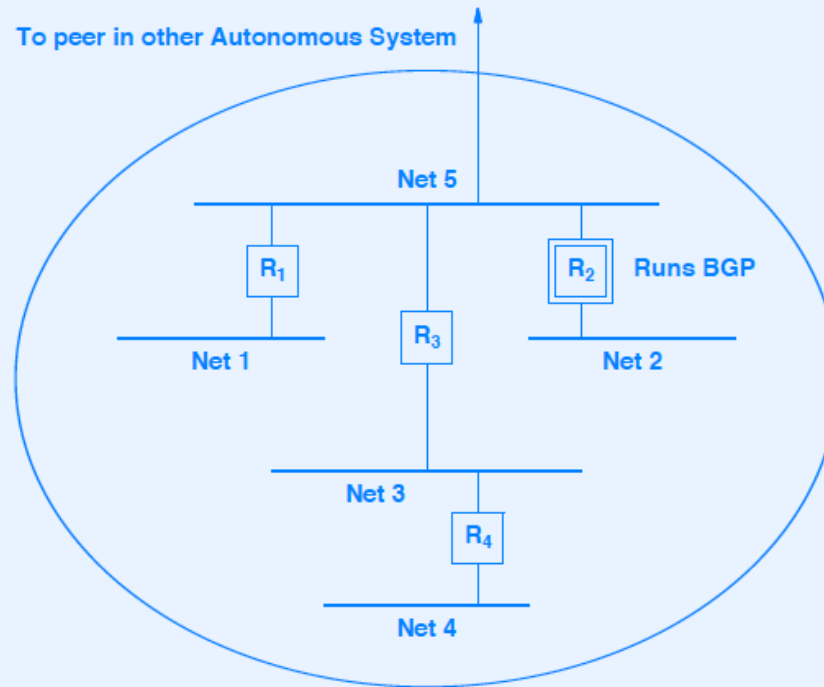 To peer in other Autonomous System
Net 5
R1
R2
Runs BGP
R3
Net 1
Net 2
Net 3
R4
Net 4